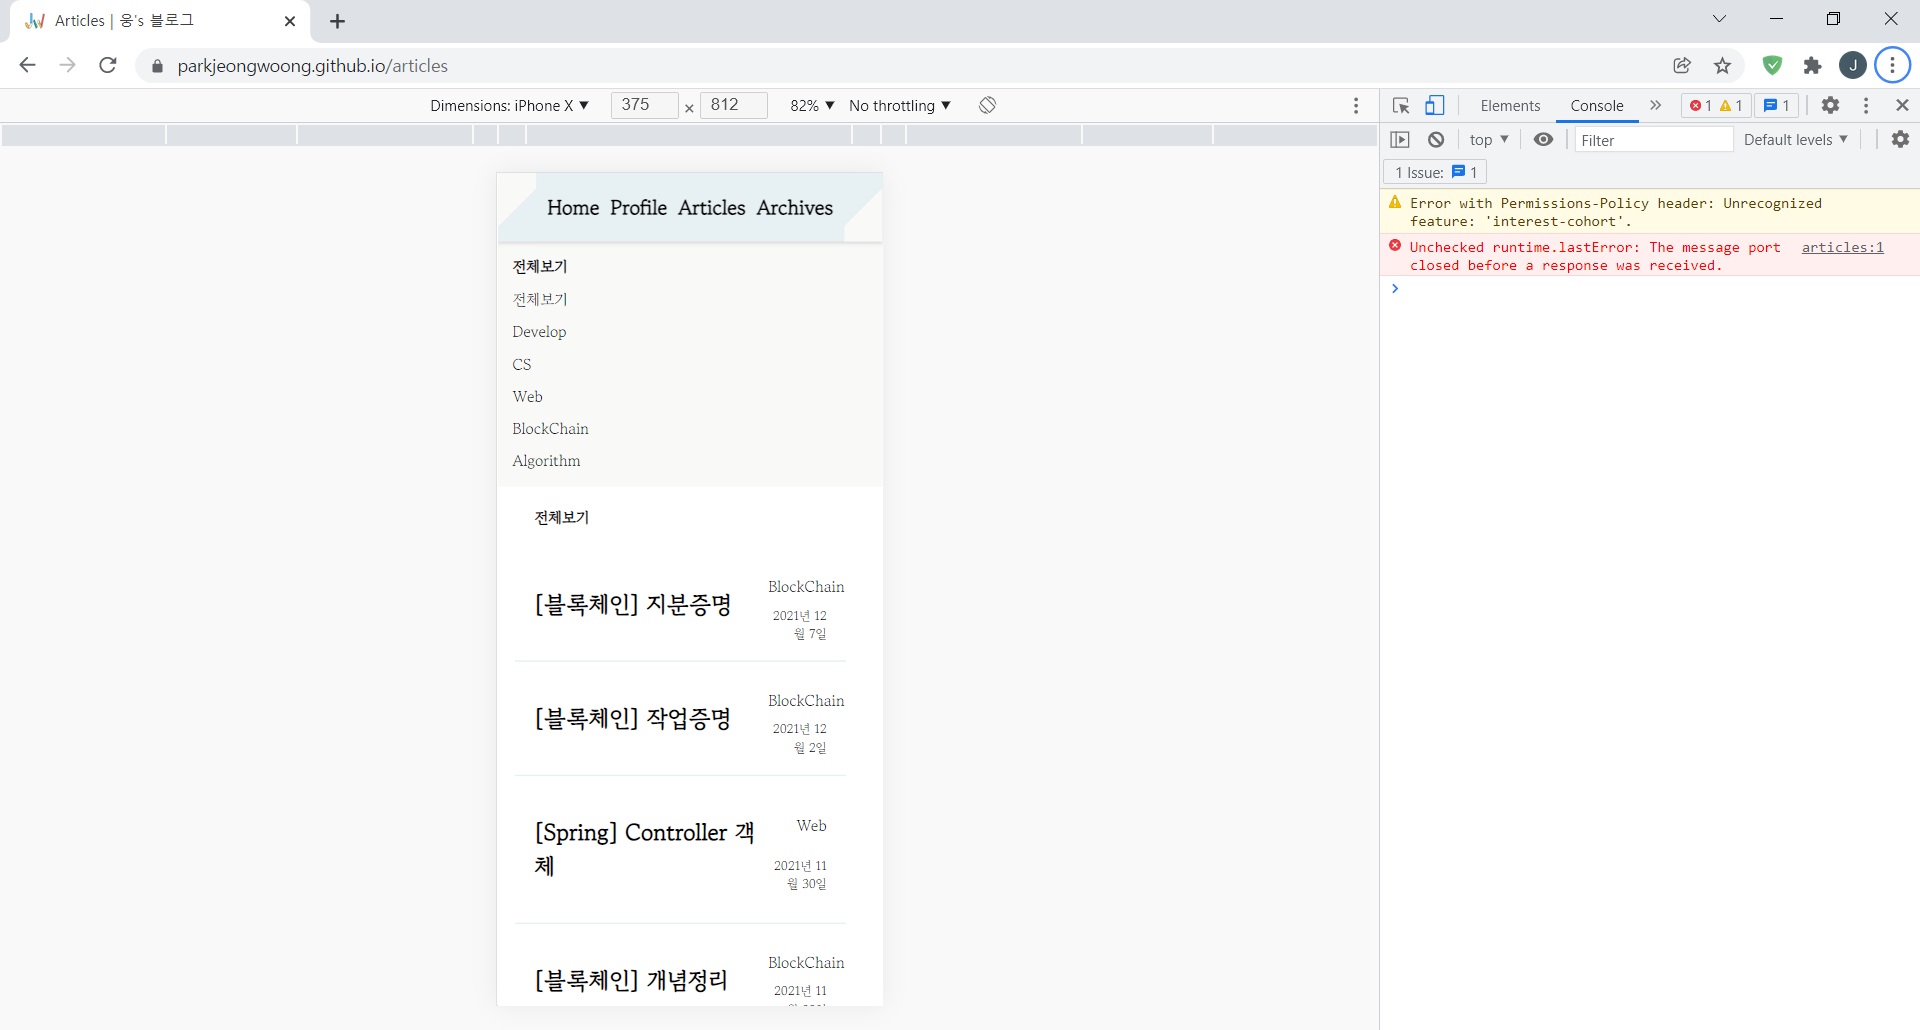 Articles | 웅's 블로그
parkjeongwoong.github.io/articles
J
Dimensions: iPhone X ▼ 375 × 812 82% ▼ No throttling ▼
Elements Console » 1 1 1
top ▼ Filter Default levels ▼
1 Issue: 1
Error with Permissions-Policy header: Unrecognized
feature: 'interest-cohort'.
Unchecked runtime.lastError: The message port articles:1
closed before a response was received.
Home Profile Articles Archives
전체보기
전체보기
Develop
CS
Web
BlockChain
Algorithm
전체보기
[블록체인] 지분증명
BlockChain
2021년 12
월 7일
[블록체인] 작업증명
BlockChain
2021년 12
월 2일
[Spring] Controller 객
체
Web
2021년 11
월 30일
[블록체인] 개념정리
BlockChain
2021년 11